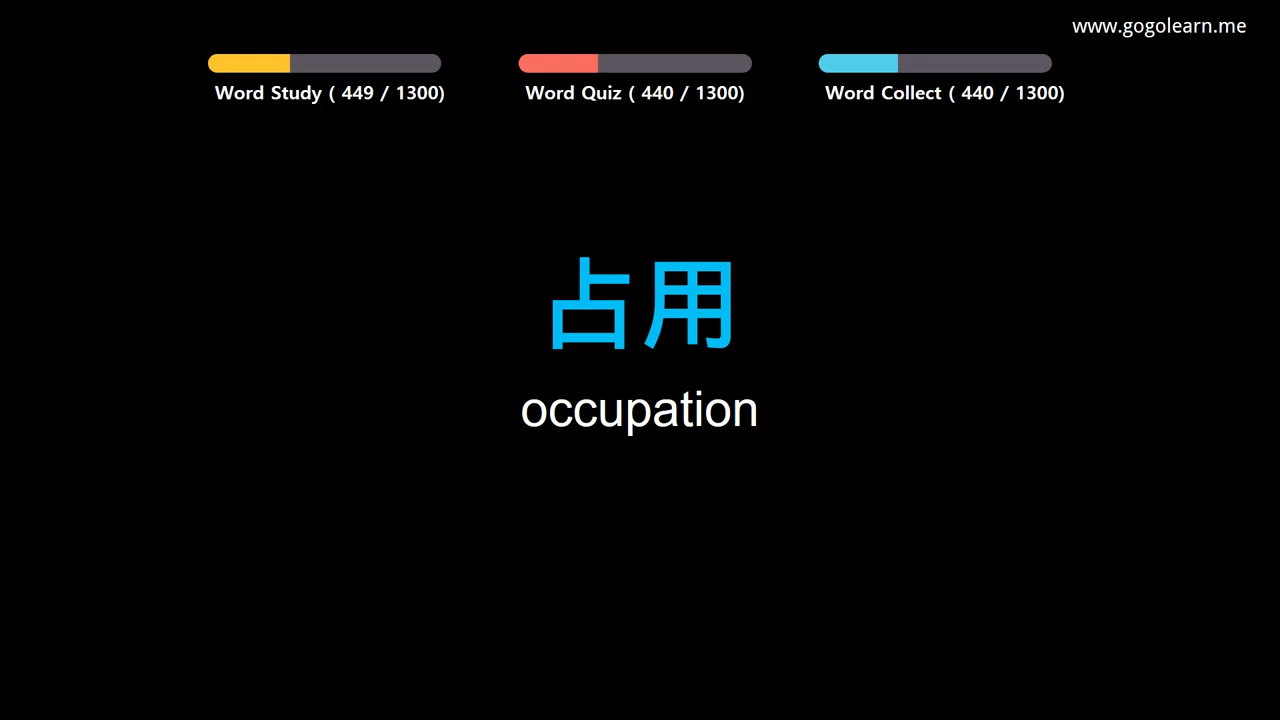 www.gogolearn.me
Word Study ( 449 / 1300)
Word Quiz ( 440 / 1300)
Word Collect ( 440 / 1300)
占用
occupation